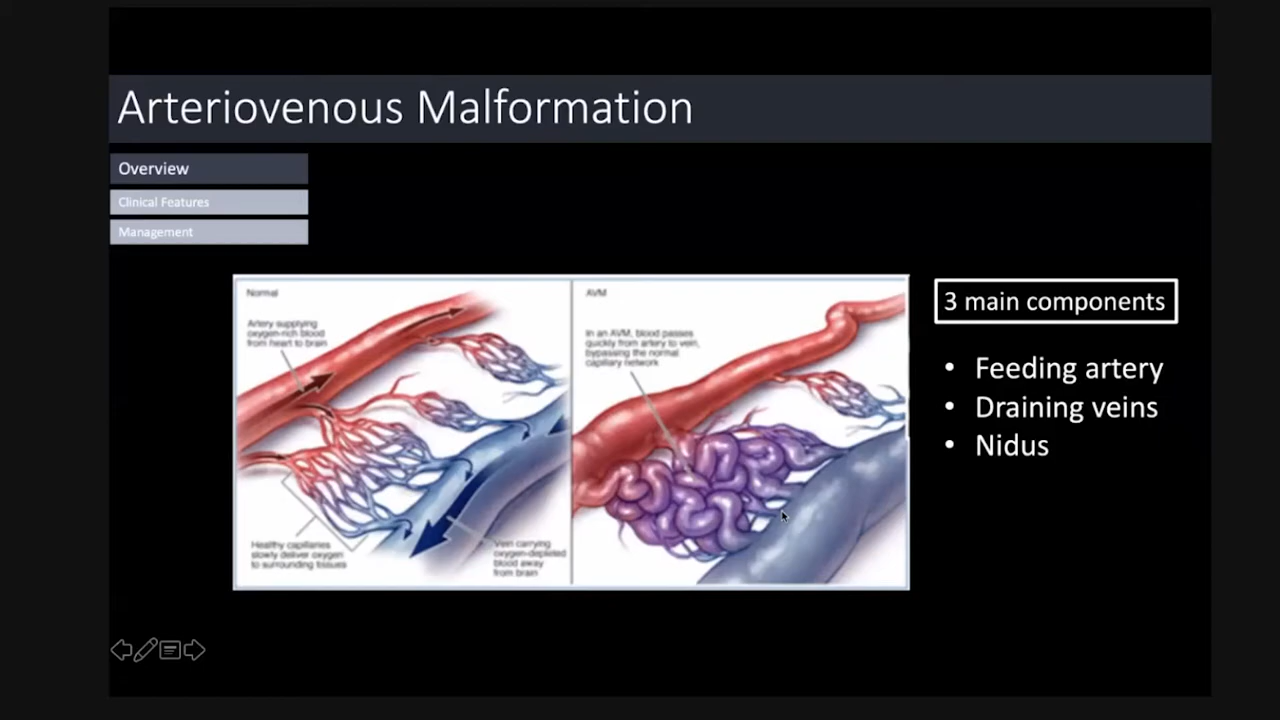 Arteriovenous Malformation
Overview
Clinical Features
Management
Normal
Artery supplying
oxygen-rich blood
from heart to brain
Healthy capillaries
slowly deliver oxygen
to surrounding tissues
Vein carrying
oxygen-depleted
blood away
from brain
AVM
In an AVM, blood passes
quickly from artery to vein,
bypassing the normal
capillary network
3 main components
• Feeding artery
• Draining veins
• Nidus